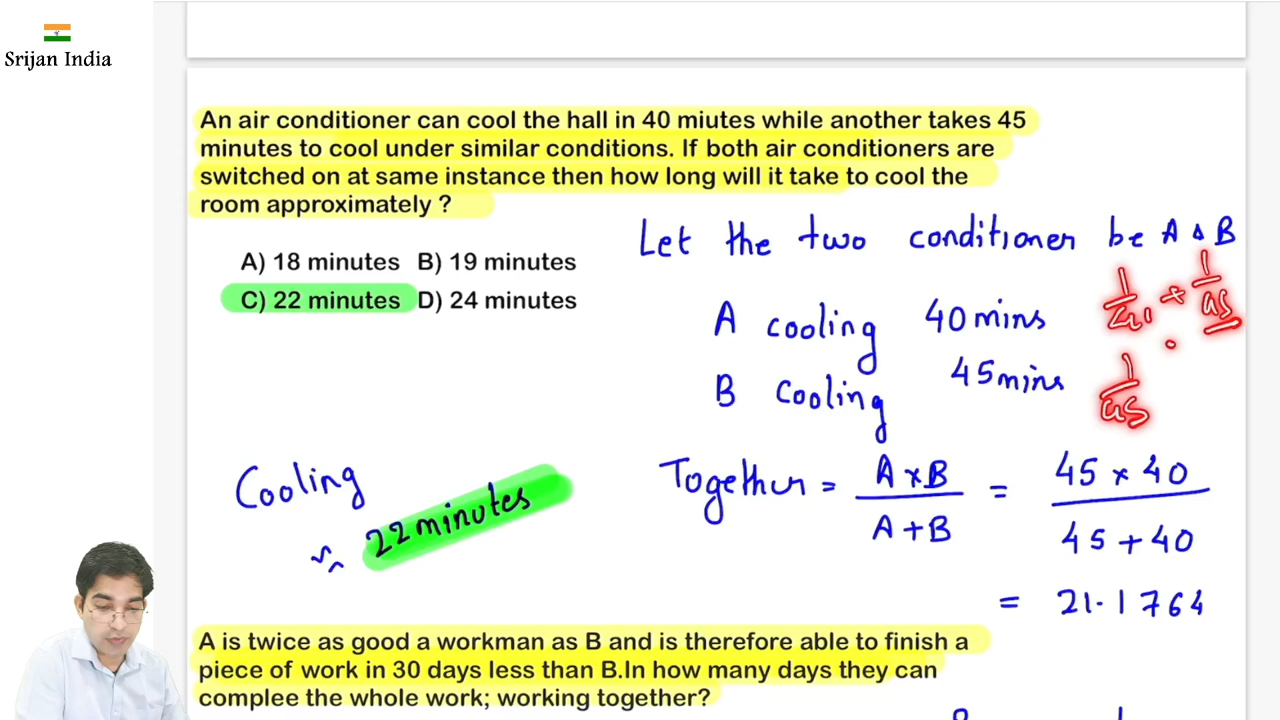 Srijan India
An air conditioner can cool the hall in 40 miutes while another takes 45
minutes to cool under similar conditions. If both air conditioners are
switched on at same instance then how long will it take to cool the
room approximately ?
A) 18 minutes B) 19 minutes
C) 22 minutes D) 24 minutes
Let the two conditioner be A & B
A cooling 40 mins
B cooling 45 mins
Together = A × B / A + B = 45 × 40 / 45 + 40
= 21.1764
Cooling
≈ 22 minutes
A is twice as good a workman as B and is therefore able to finish a
piece of work in 30 days less than B.In how many days they can
complee the whole work; working together?